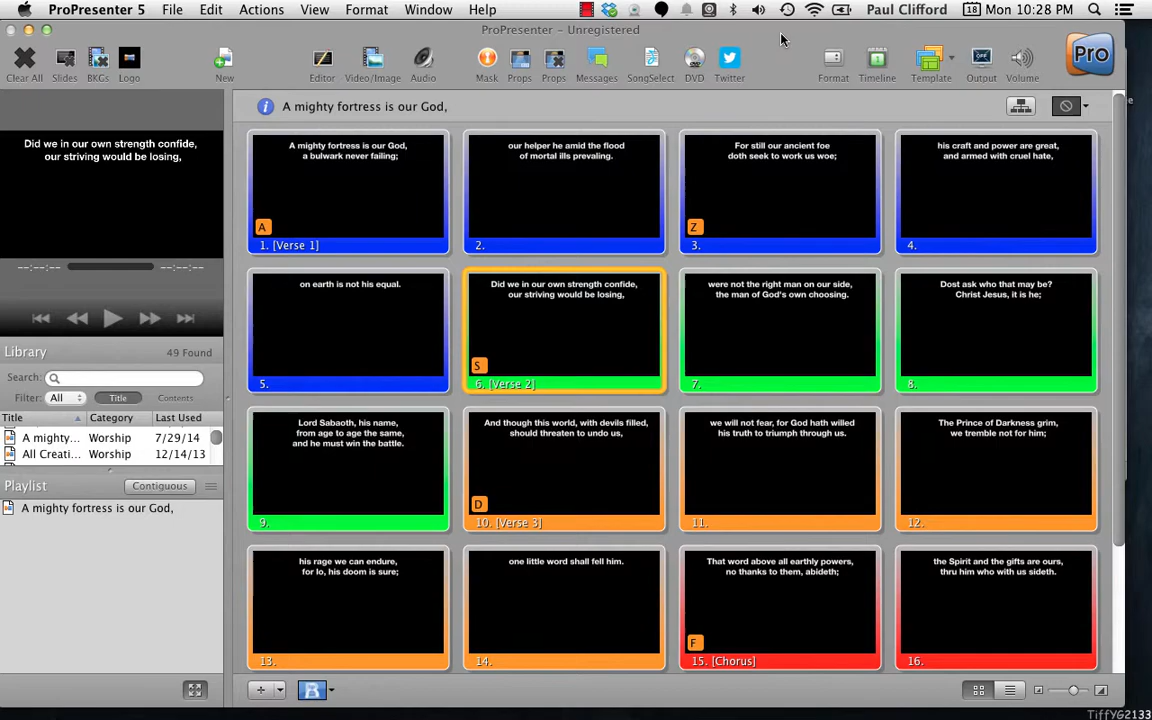 ProPresenter 5 File Edit Actions View Format Window Help 18 Paul Clifford Mon 10:28 PM
ProPresenter – Unregistered
Clear All Slides BKGs Logo New Editor Video/Image Audio Mask Props Props Messages SongSelect DVD Twitter Format Timeline Template Output Volume
Pro
A mighty fortress is our God,
Did we in our own strength confide,
our striving would be losing,
--:--:-- --:--:--
Library 49 Found
Search:
Filter: All Title Contents
Title Category Last Used
A mighty... Worship 7/29/14
All Creati... Worship 12/14/13
Playlist Contiguous
A mighty fortress is our God,
A mighty fortress is our God,
a bulwark never failing;
A
1. [Verse 1]
our helper he amid the flood
of mortal ills prevaling.
2.
For still our ancient foe
doth seek to work us woe;
Z
3.
his craft and power are great,
and armed with cruel hate,
4.
on earth is not his equal.
5.
Did we in our own strength confide,
our striving would be losing,
S
6. [Verse 2]
were not the right man on our side,
the man of God's own choosing.
7.
Dost ask who that may be?
Christ Jesus, it is he;
8.
Lord Sabaoth, his name,
from age to age the same,
and he must win the battle.
9.
And though this world, with devils filled,
should threaten to undo us,
D
10. [Verse 3]
we will not fear, for God hath willed
his truth to triumph through us.
11.
The Prince of Darkness grim,
we tremble not for him;
12.
his rage we can endure,
for lo, his doom is sure;
13.
one little word shall fell him.
14.
That word above all earthly powers,
no thanks to them, abideth;
F
15. [Chorus]
the Spirit and the gifts are ours,
thru him who with us sideth.
16.
TiffYG2133